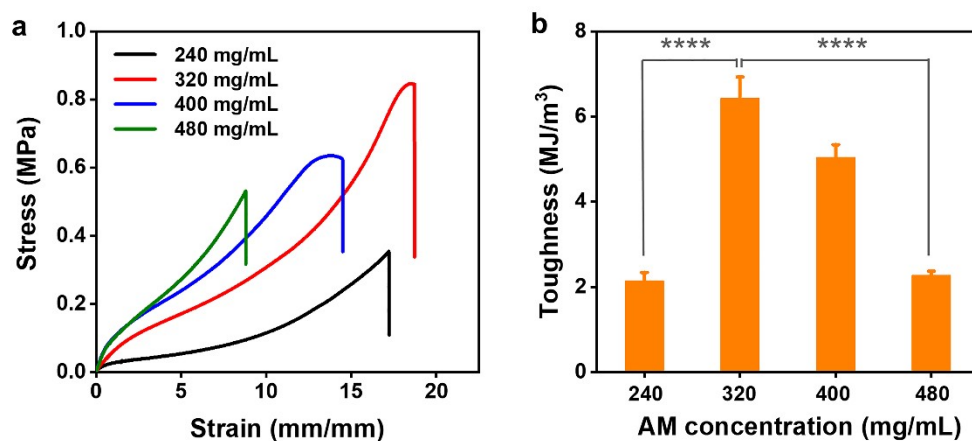 a
1.0
0.8
0.6
0.4
0.2
0.0
Stress (MPa)
240 mg/mL
320 mg/mL
400 mg/mL
480 mg/mL
0 5 10 15 20
Strain (mm/mm)
b
8
6
4
2
0
Toughness (MJ/m³)
**** ****
240 320 400 480
AM concentration (mg/mL)